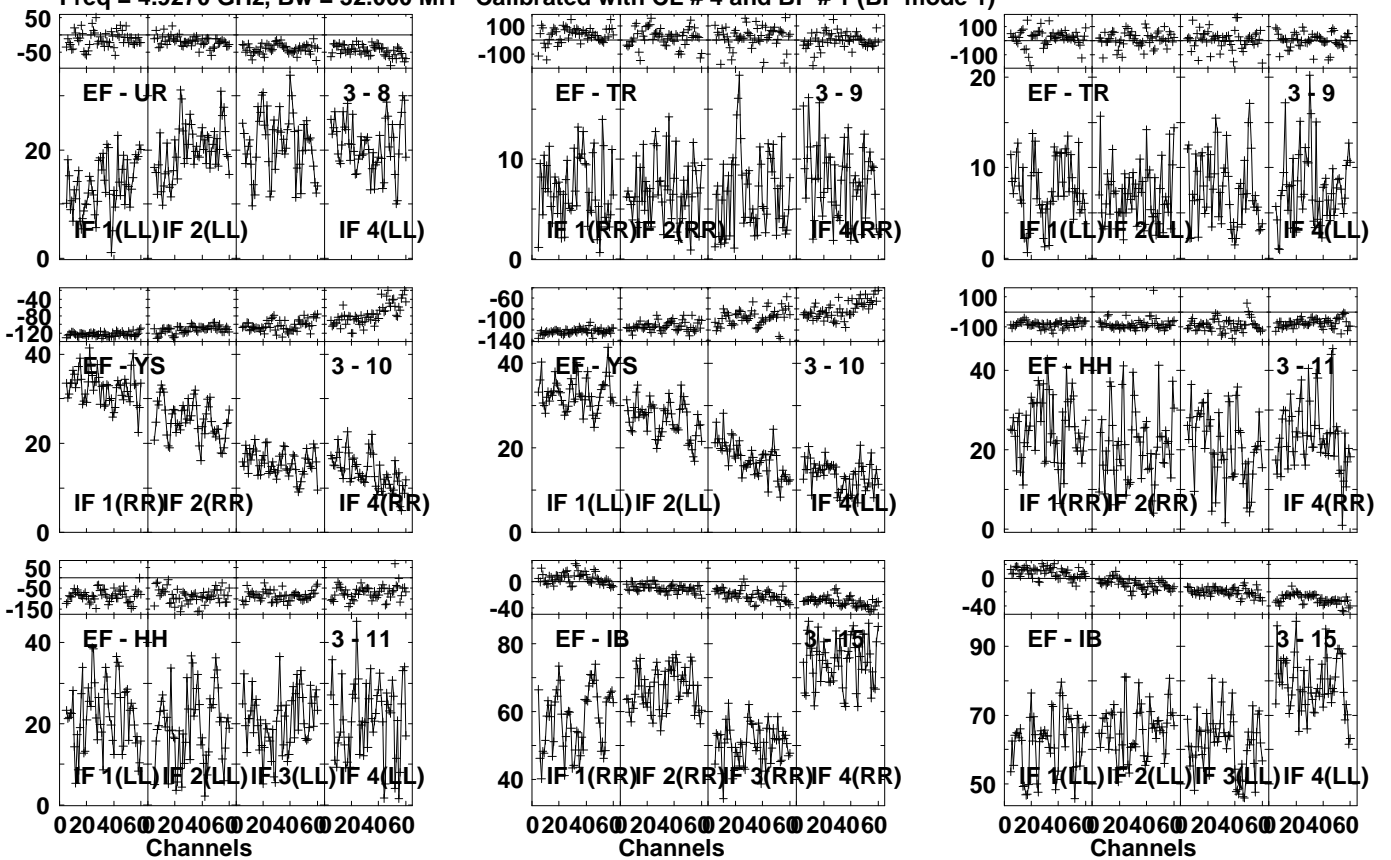 Freq = 4.9270 GHz, Bw = 32.000 MH Calibrated with CL # 4 and BP # 1 (BP mode 1)
50
-50
EF - UR 3 - 8
20
IF 1(LL) IF 2(LL) IF 4(LL)
0
100
-100
EF - TR 3 - 9
10
IF 1(RR) IF 2(RR) IF 4(RR)
0
100
-100
20
EF - TR 3 - 9
10
IF 1(LL) IF 2(LL) IF 4(LL)
0
-40
-80
-120
40
EF - YS 3 - 10
20
IF 1(RR) IF 2(RR) IF 4(RR)
0
-60
-100
-140
40
EF - YS 3 - 10
20
IF 1(LL) IF 2(LL) IF 4(LL)
0
100
-100
EF - HH 3 - 11
40
20
IF 1(RR) IF 2(RR) IF 4(RR)
0
50
-50
-150
EF - HH 3 - 11
40
20
IF 1(LL) IF 2(LL) IF 3(LL) IF 4(LL)
0
0 20 40 60 0 20 40 60 0 20 40 60 0 20 40 60
Channels
0
-40
EF - IB 3 - 15
80
60
IF 1(RR) IF 2(RR) IF 3(RR) IF 4(RR)
40
0 20 40 60 0 20 40 60 0 20 40 60 0 20 40 60
Channels
0
-40
EF - IB 3 - 15
90
70
IF 1(LL) IF 2(LL) IF 3(LL) IF 4(LL)
50
0 20 40 60 0 20 40 60 0 20 40 60 0 20 40 60
Channels